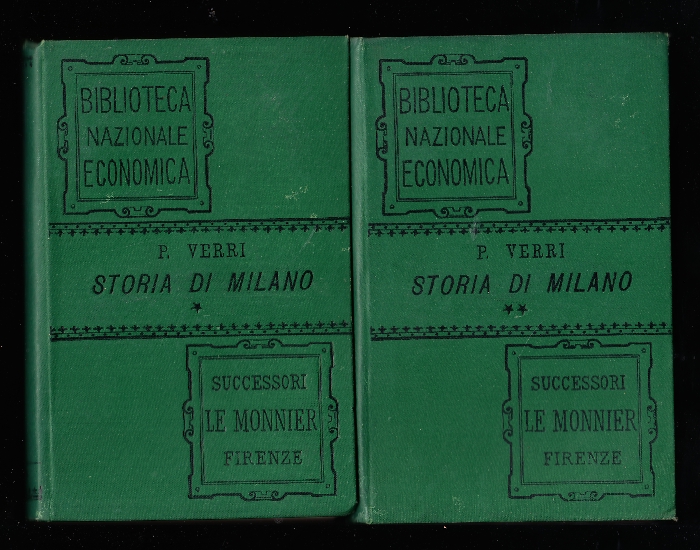 BIBLIOTECA
NAZIONALE
ECONOMICA
P. VERRI
STORIA DI MILANO
*
SUCCESSORI
LE MONNIER
FIRENZE
BIBLIOTECA
NAZIONALE
ECONOMICA
P. VERRI
STORIA DI MILANO
**
SUCCESSORI
LE MONNIER
FIRENZE